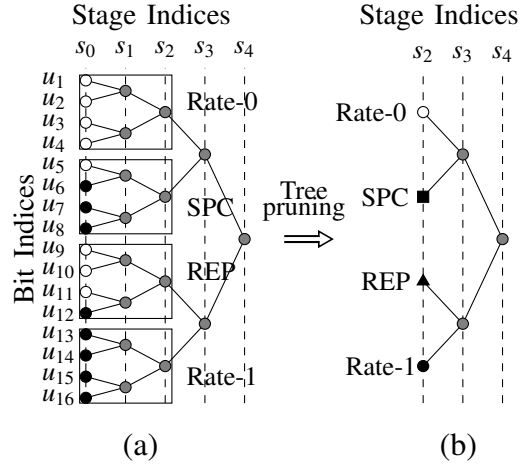 Stage Indices
s0 s1 s2 s3 s4
Bit Indices
u1
u2
u3
u4
Rate-0
u5
u6
u7
u8
SPC
u9
u10
u11
u12
REP
u13
u14
u15
u16
Rate-1
(a)
Tree
pruning
Stage Indices
s2 s3 s4
Rate-0
SPC
REP
Rate-1
(b)